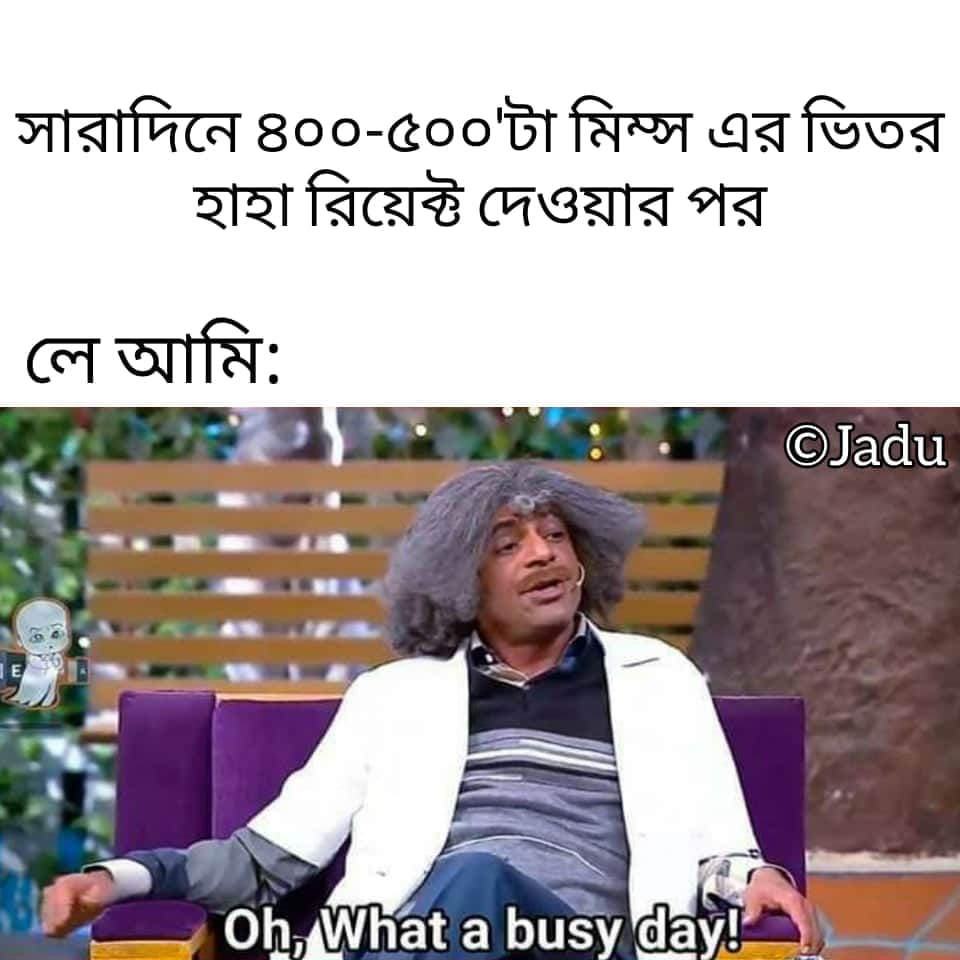 সারাদিনে ৪০০-৫০০'টা মিম্স এর ভিতর
হাহা রিয়েক্ট দেওয়ার পর
লে আমি:
©Jadu
Oh, What a busy day!